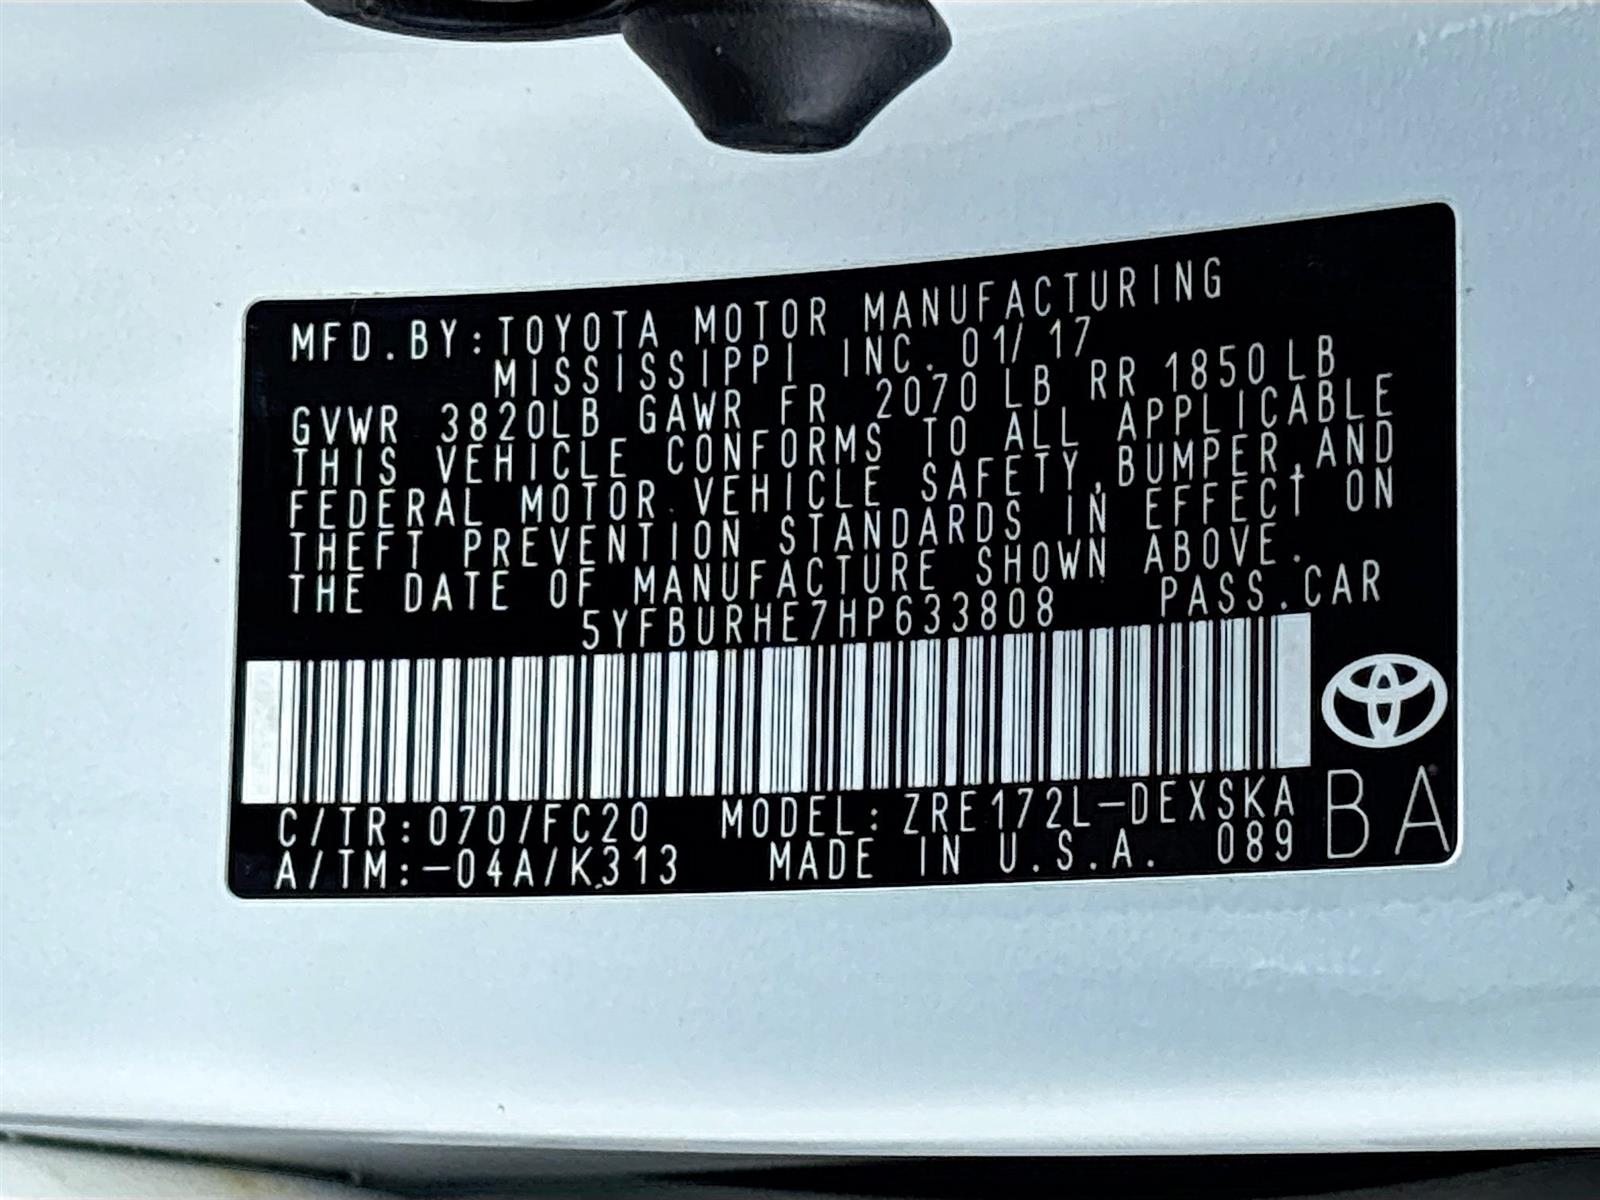 MFD.BY:TOYOTA MOTOR MANUFACTURING
MISSISSIPPI INC. 01/17
GVWR 3820LB GAWR FR 2070LB RR 1850LB
THIS VEHICLE CONFORMS TO ALL APPLICABLE
FEDERAL MOTOR VEHICLE SAFETY,BUMPER,AND
THEFT PREVENTION STANDARDS IN EFFECT ON
THE DATE OF MANUFACTURE SHOWN ABOVE.
5YFBURHE7HP633808 PASS.CAR
C/TR:070/FC20 MODEL:ZRE172L-DEXSKA
A/TM:-04A/K313 MADE IN U.S.A. 089
BA